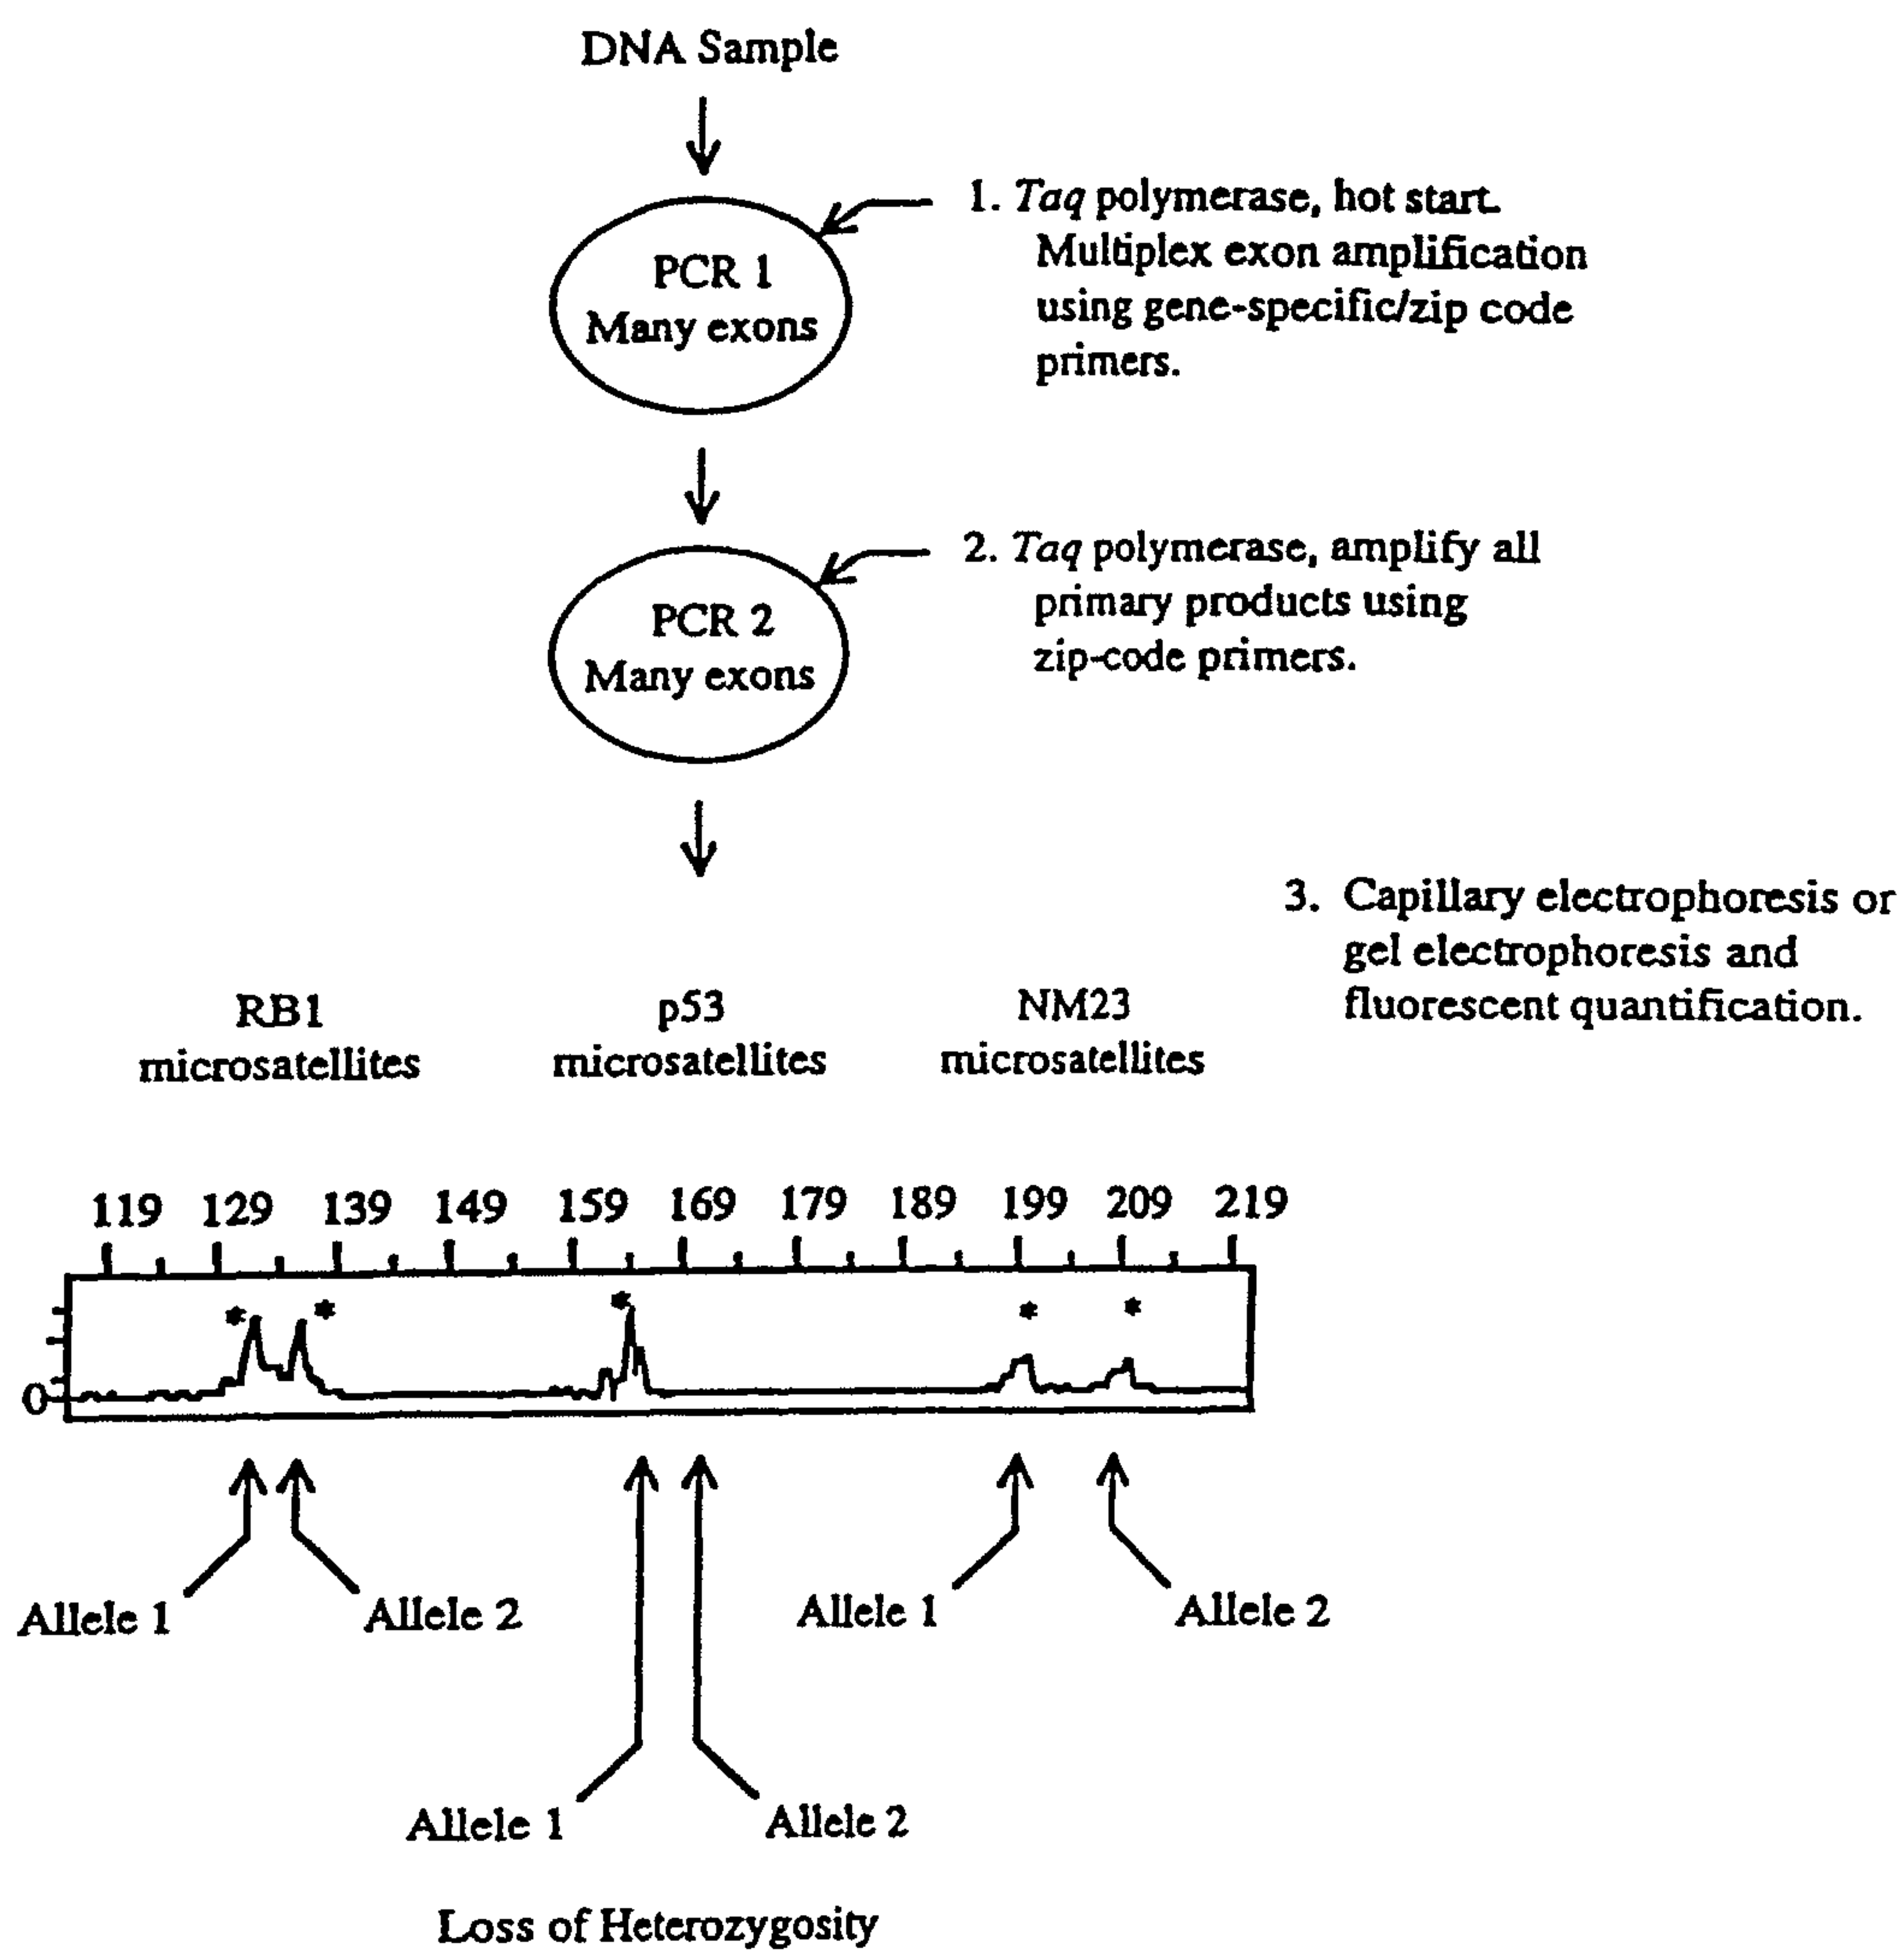 DNA Sample
PCR 1
Many exons
1. Taq polymerase, hot start.
Multiplex exon amplification
using gene-specific/zip code
primers.
PCR 2
Many exons
2. Taq polymerase, amplify all
primary products using
zip-code primers.
3. Capillary electrophoresis or
gel electrophoresis and
fluorescent quantification.
RB1
microsatellites
p53
microsatellites
NM23
microsatellites
119 129 139 149 159 169 179 189 199 209 219
* * * * *
0
Allele 1
Allele 2
Allele 1
Allele 2
Allele 1
Allele 2
Loss of Heterozygosity